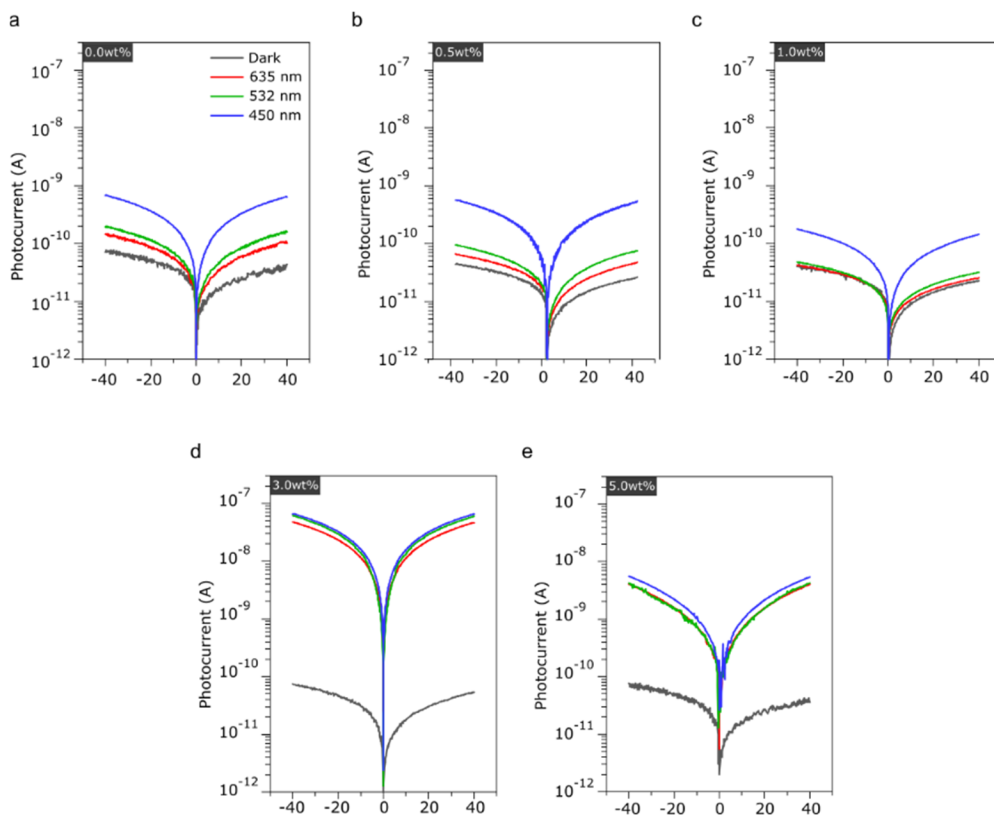 a
0.0wt%
Dark
635 nm
532 nm
450 nm
Photocurrent (A)
10⁻⁷
10⁻⁸
10⁻⁹
10⁻¹⁰
10⁻¹¹
10⁻¹²
-40 -20 0 20 40
b
0.5wt%
Photocurrent (A)
10⁻⁷
10⁻⁸
10⁻⁹
10⁻¹⁰
10⁻¹¹
10⁻¹²
-40 -20 0 20 40
c
1.0wt%
Photocurrent (A)
10⁻⁷
10⁻⁸
10⁻⁹
10⁻¹⁰
10⁻¹¹
10⁻¹²
-40 -20 0 20 40
d
3.0wt%
Photocurrent (A)
10⁻⁷
10⁻⁸
10⁻⁹
10⁻¹⁰
10⁻¹¹
10⁻¹²
-40 -20 0 20 40
e
5.0wt%
Photocurrent (A)
10⁻⁷
10⁻⁸
10⁻⁹
10⁻¹⁰
10⁻¹¹
10⁻¹²
-40 -20 0 20 40